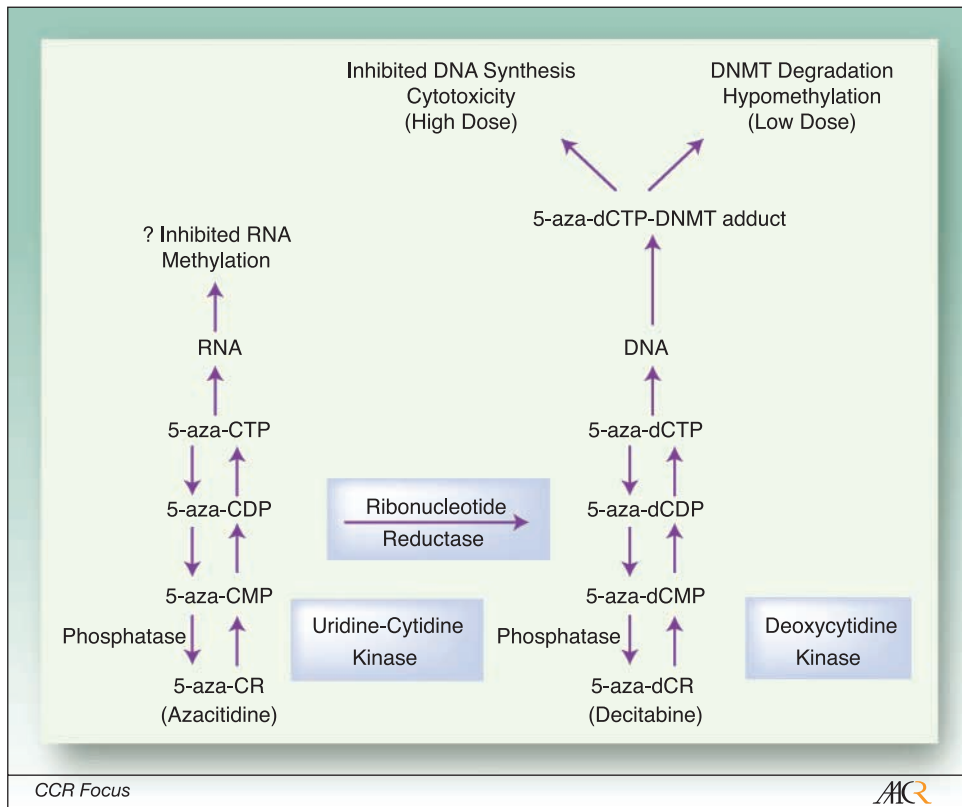 Inhibited DNA Synthesis
Cytotoxicity
(High Dose)
DNMT Degradation
Hypomethylation
(Low Dose)
5-aza-dCTP-DNMT adduct
? Inhibited RNA
Methylation
RNA
DNA
5-aza-CTP
5-aza-dCTP
5-aza-CDP
Ribonucleotide
Reductase
5-aza-dCDP
5-aza-CMP
5-aza-dCMP
Phosphatase
Uridine-Cytidine
Kinase
Phosphatase
Deoxycytidine
Kinase
5-aza-CR
(Azacitidine)
5-aza-dCR
(Decitabine)
CCR Focus
AACR